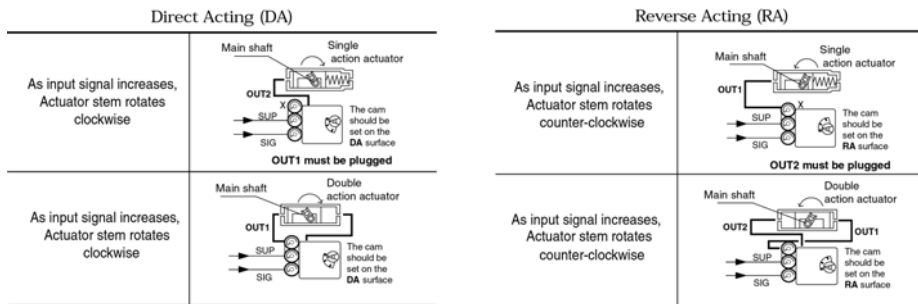 Direct Acting (DA)
As input signal increases,
Actuator stem rotates
clockwise
Main shaft
Single
action actuator
OUT2
X
SUP
SIG
The cam
should be
set on the
DA surface
OUT1 must be plugged
As input signal increases,
Actuator stem rotates
clockwise
Main shaft
Double
action actuator
OUT1
SUP
SIG
The cam
should be
set on the
DA surface
Reverse Acting (RA)
As input signal increases,
Actuator stem rotates
counter-clockwise
Main shaft
Single
action actuator
OUT1
X
SUP
SIG
The cam
should be
set on the
RA surface
OUT2 must be plugged
As input signal increases,
Actuator stem rotates
counter-clockwise
Main shaft
Double
action actuator
OUT2
OUT1
SUP
SIG
The cam
should be
set on the
RA surface